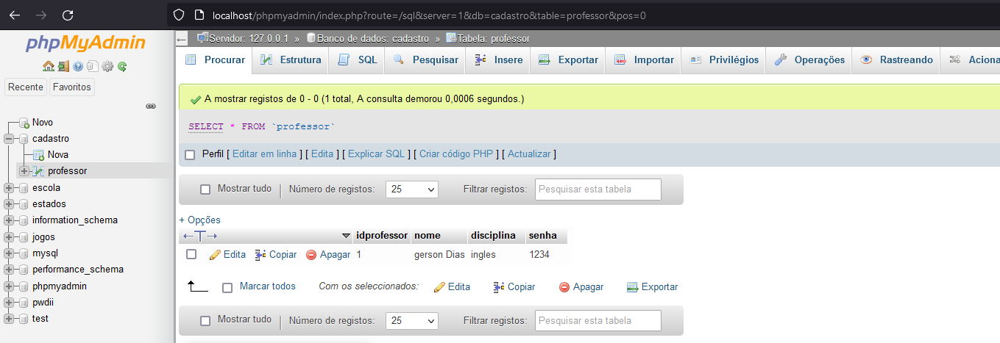 localhost/phpmyadmin/index.php?route=/sql&server=1&db=cadastro&table=professor&pos=0
phpMyAdmin
Recente Favoritos
Novo
cadastro
Nova
professor
escola
estados
information_schema
jogos
mysql
performance_schema
phpmyadmin
pwdii
test
Servidor: 127.0.0.1 » Banco de dados: cadastro » Tabela: professor
Procurar Estrutura SQL Pesquisar Insere Exportar Importar Privilégios Operações Rastreando Aciona
A mostrar registos de 0 - 0 (1 total, A consulta demorou 0,0006 segundos.)
SELECT * FROM `professor`
Perfil [ Editar em linha ] [ Edita ] [ Explicar SQL ] [ Criar código PHP ] [ Actualizar ]
Mostrar tudo | Número de registos: 25 Filtrar registos: Pesquisar esta tabela
+ Opções
←T→ idprofessor nome disciplina senha
Edita Copiar Apagar 1 gerson Dias ingles 1234
Marcar todos Com os seleccionados: Edita Copiar Apagar Exportar
Mostrar tudo | Número de registos: 25 Filtrar registos: Pesquisar esta tabela